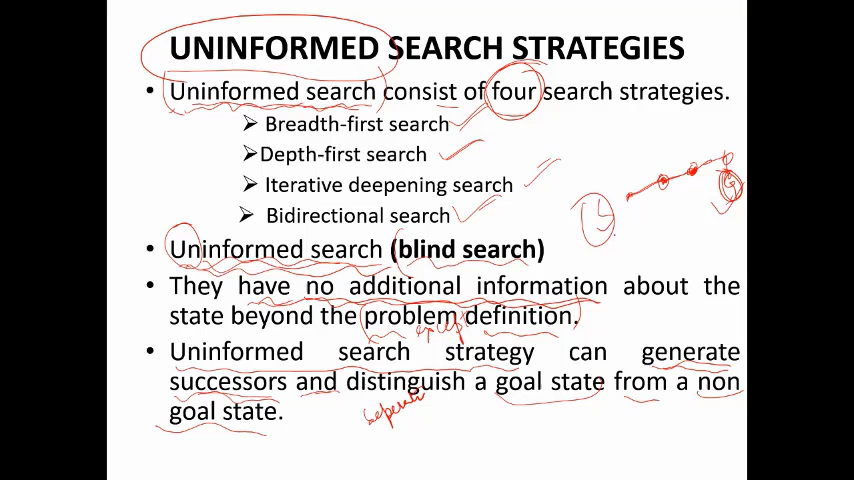 UNINFORMED SEARCH STRATEGIES
• Uninformed search consist of four search strategies.
➢ Breadth-first search
➢Depth-first search
➢ Iterative deepening search
➢ Bidirectional search
• Uninformed search (blind search)
• They have no additional information about the
state beyond the problem definition.
except
• Uninformed search strategy can generate
successors and distinguish a goal state from a non
goal state.
G